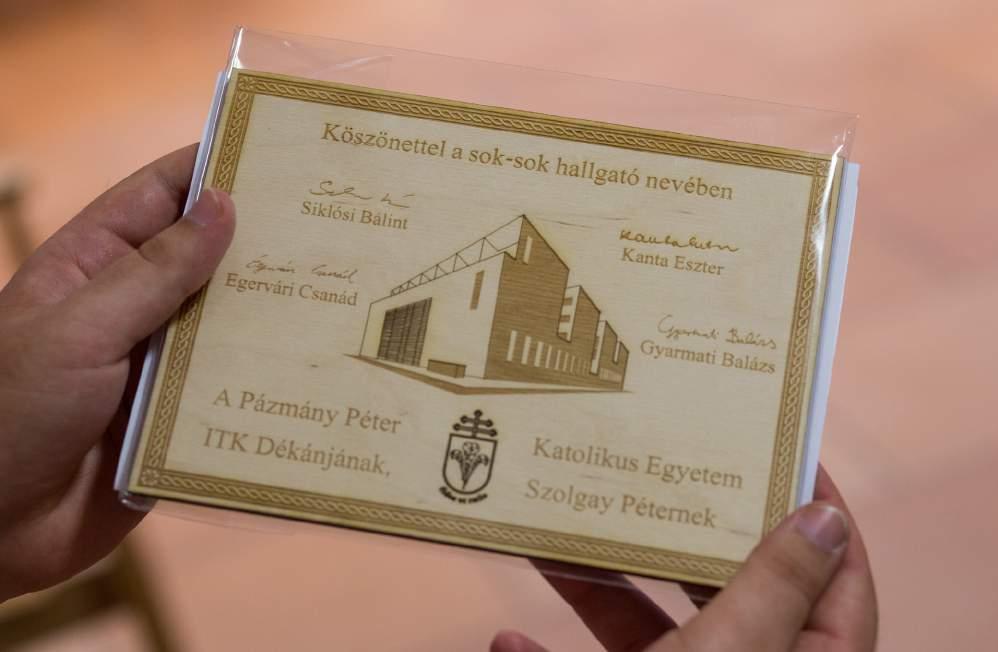 Köszönettel a sok-sok hallgató nevében
Siklósi Bálint
Kanta Eszter
Egervári Csanád
Gyarmati Balázs
A Pázmány Péter Katolikus Egyetem
ITK Dékánjának, Szolgay Péternek